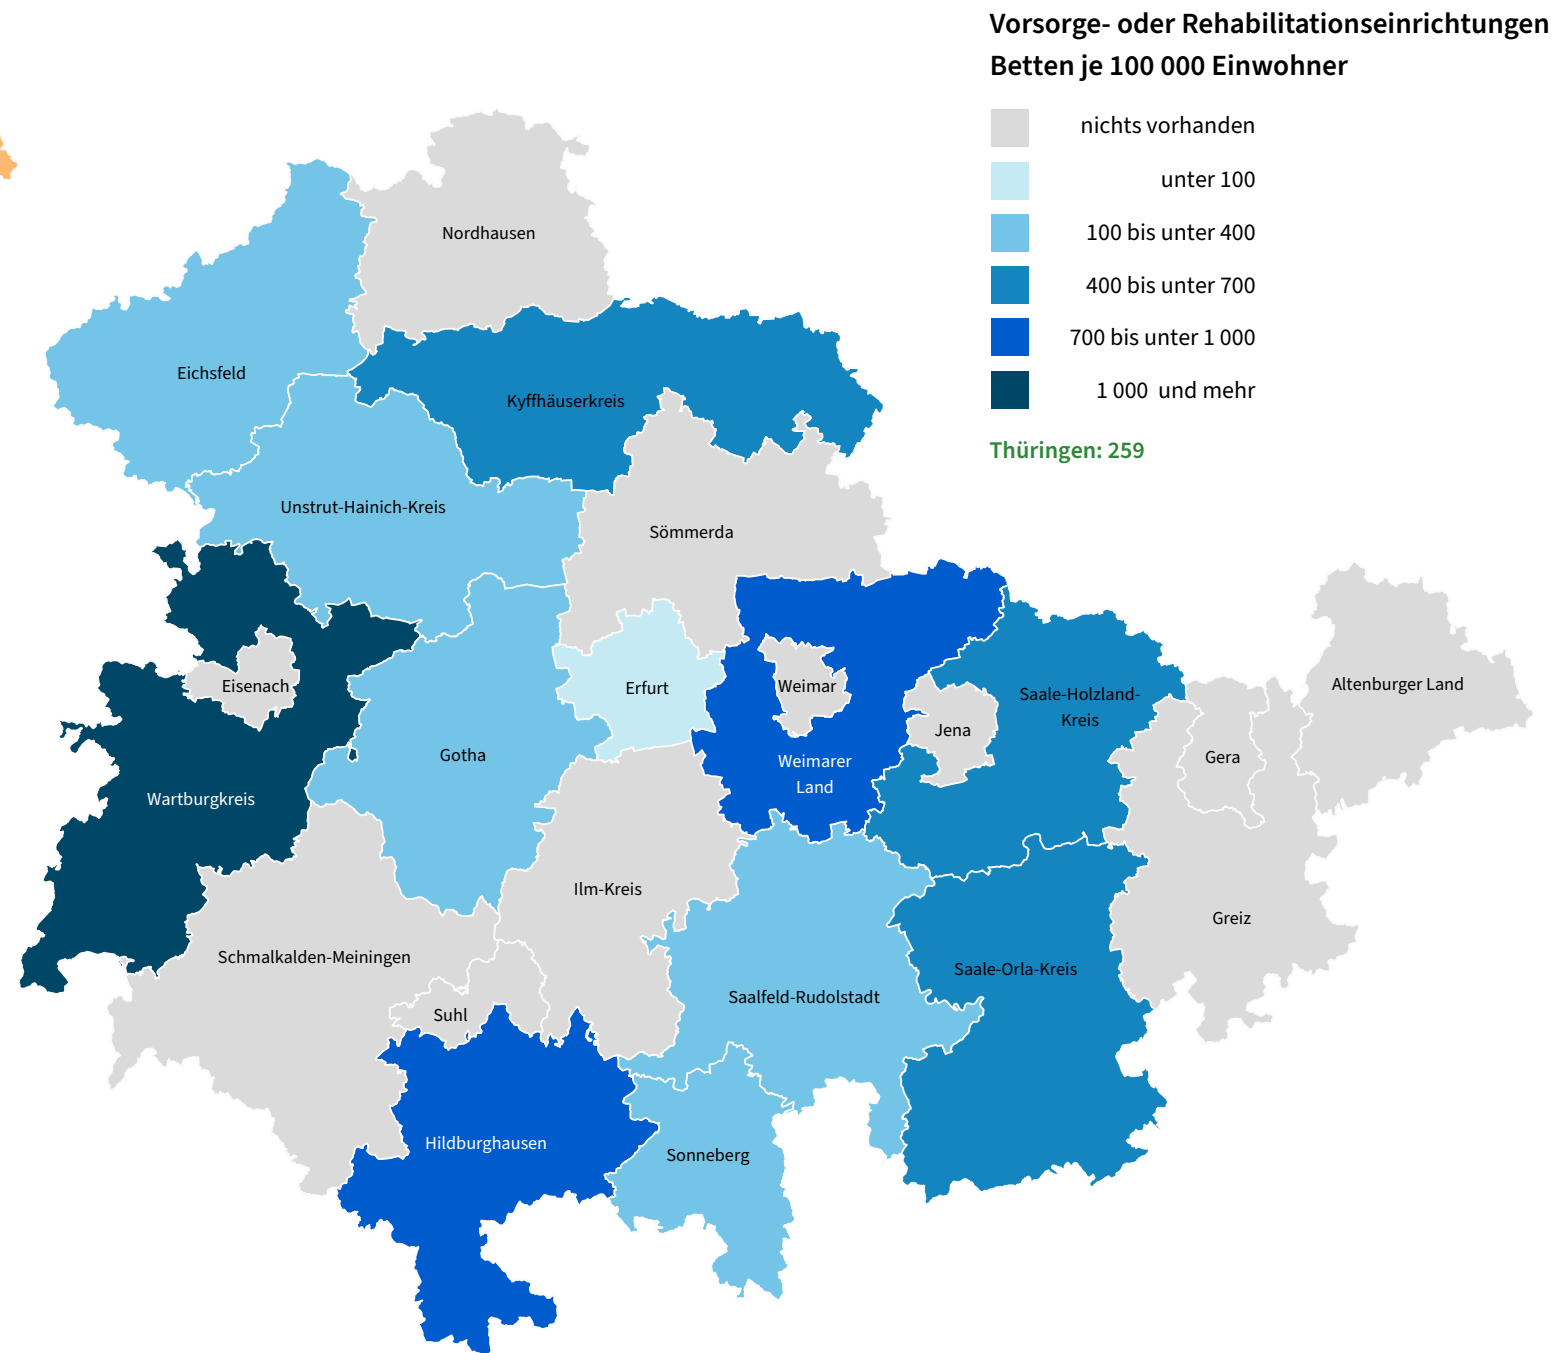 Vorsorge- oder Rehabilitationseinrichtungen
Betten je 100 000 Einwohner
nichts vorhanden
unter 100
100 bis unter 400
400 bis unter 700
700 bis unter 1 000
1 000 und mehr
Thüringen: 259
Nordhausen
Eichsfeld
Kyffhäuserkreis
Unstrut-Hainich-Kreis
Sömmerda
Eisenach
Erfurt
Weimar
Saale-Holzland-
Kreis
Altenburger Land
Jena
Gera
Gotha
Weimarer
Land
Wartburgkreis
Ilm-Kreis
Greiz
Schmalkalden-Meiningen
Saale-Orla-Kreis
Saalfeld-Rudolstadt
Suhl
Hildburghausen
Sonneberg